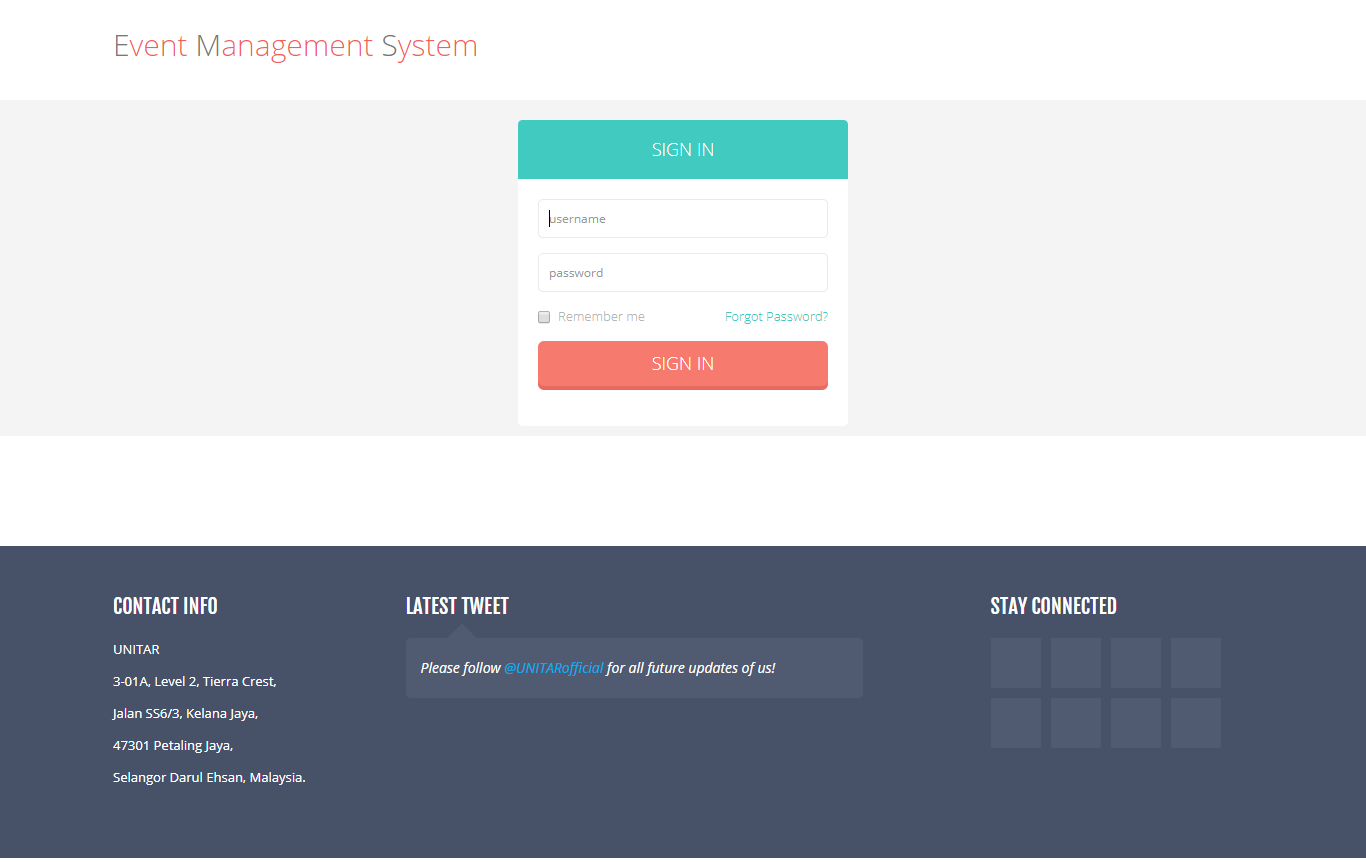 Event Management System
SIGN IN
username
password
Remember me
Forgot Password?
SIGN IN
CONTACT INFO
UNITAR
3-01A, Level 2, Tierra Crest,
Jalan SS6/3, Kelana Jaya,
47301 Petaling Jaya,
Selangor Darul Ehsan, Malaysia.
LATEST TWEET
Please follow @UNITARofficial for all future updates of us!
STAY CONNECTED